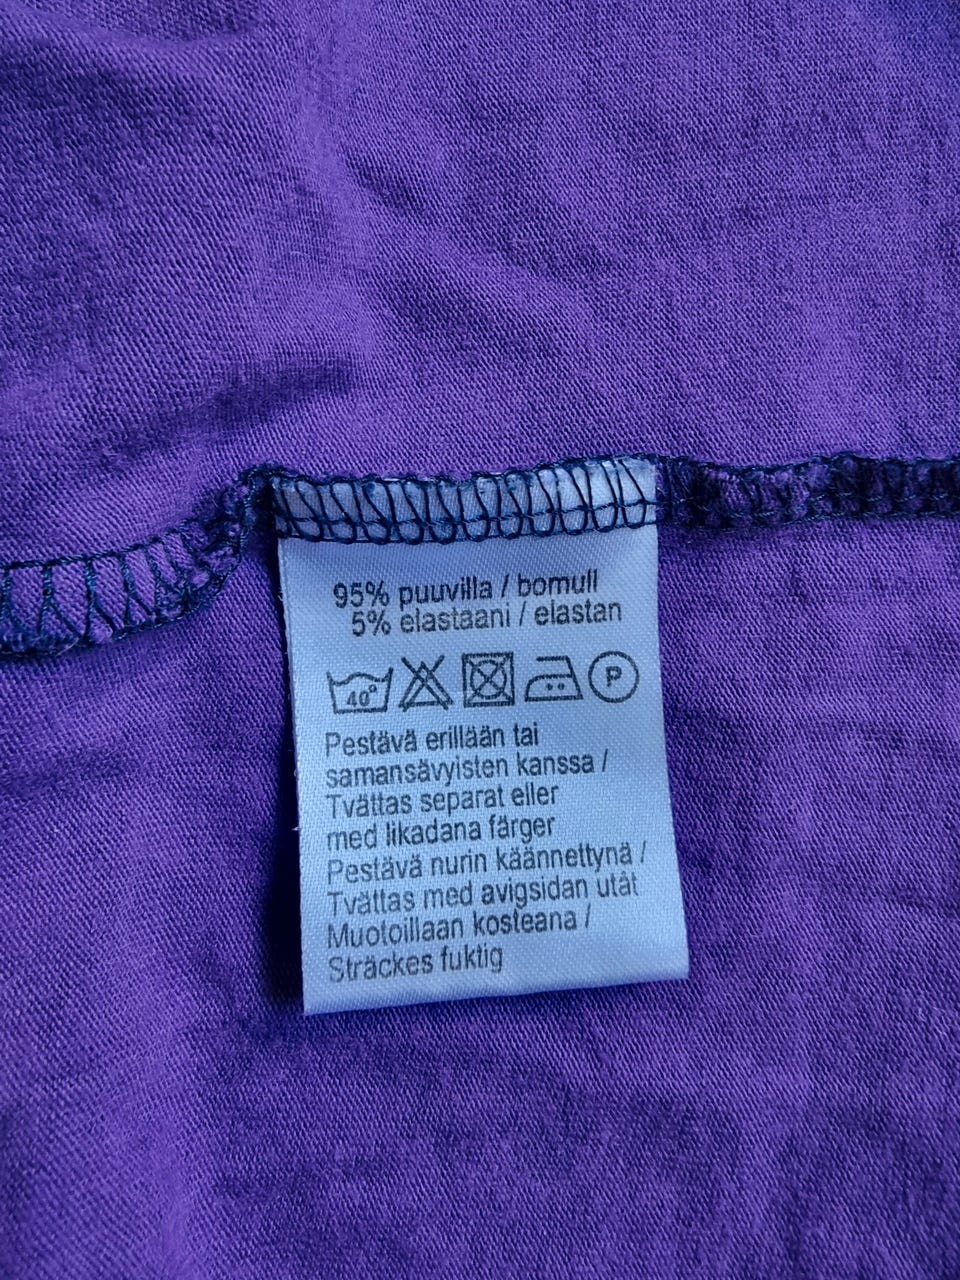 95% puuvilla / bomull
5% elastaani / elastan
40° P
Pestävä erillään tai
samansävyisten kanssa /
Tvättas separat eller
med likadana färger
Pestävä nurin käännettynä /
Tvättas med avigsidan utåt
Muotoillaan kosteana /
Sträckes fuktig